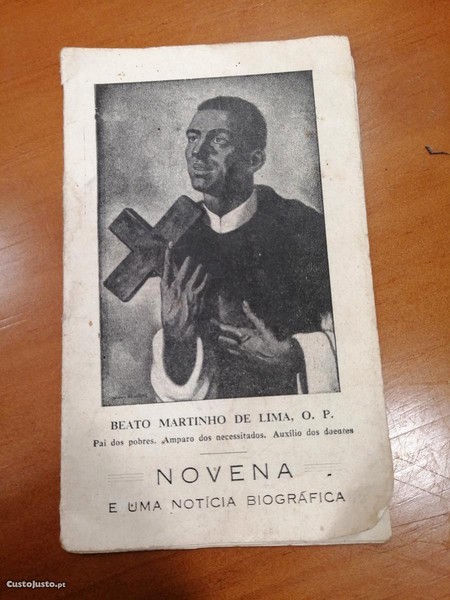 BEATO MARTINHO DE LIMA, O. P.
Pai dos pobres. Amparo dos necessitados. Auxílio dos doentes
NOVENA
E UMA NOTÍCIA BIOGRÁFICA
CustoJusto.pt